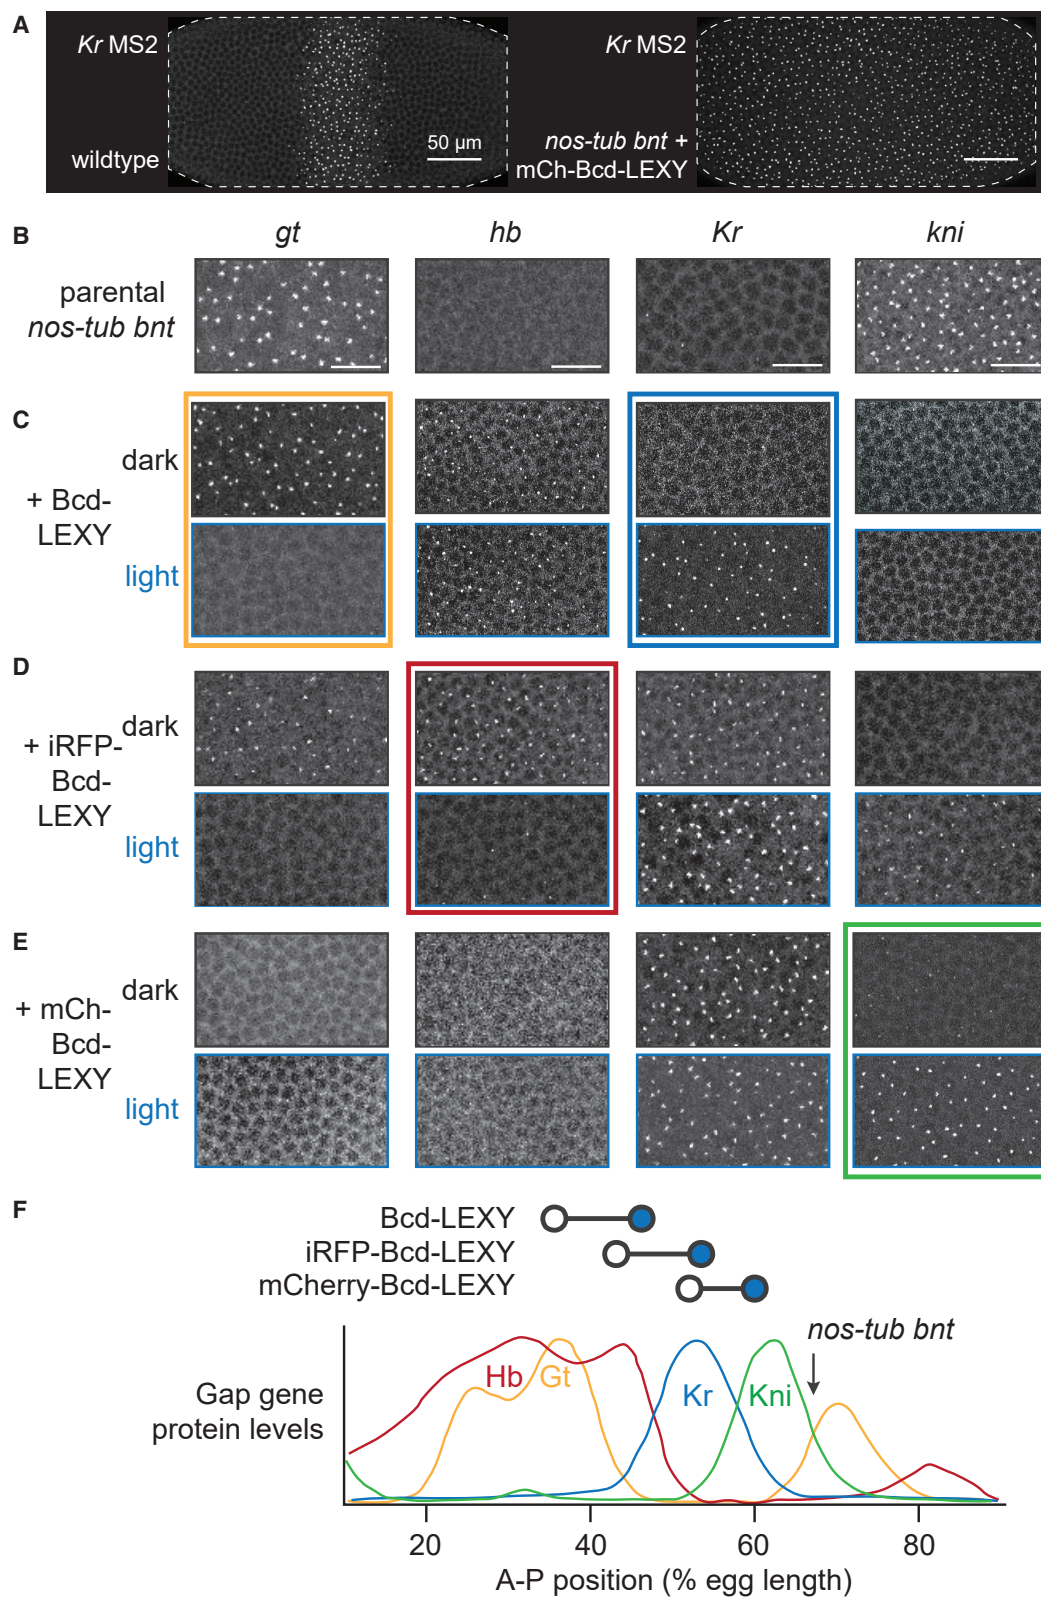 A
Kr MS2
wildtype
50 μm
Kr MS2
nos-tub bnt +
mCh-Bcd-LEXY
B
gt
hb
Kr
kni
parental
nos-tub bnt
C
dark
+ Bcd-
LEXY
light
D
dark
+ iRFP-
Bcd-
LEXY
light
E
dark
+ mCh-
Bcd-
LEXY
light
F
Bcd-LEXY
iRFP-Bcd-LEXY
mCherry-Bcd-LEXY
nos-tub bnt
Hb
Gt
Kr
Kni
Gap gene
protein levels
20
40
60
80
A-P position (% egg length)